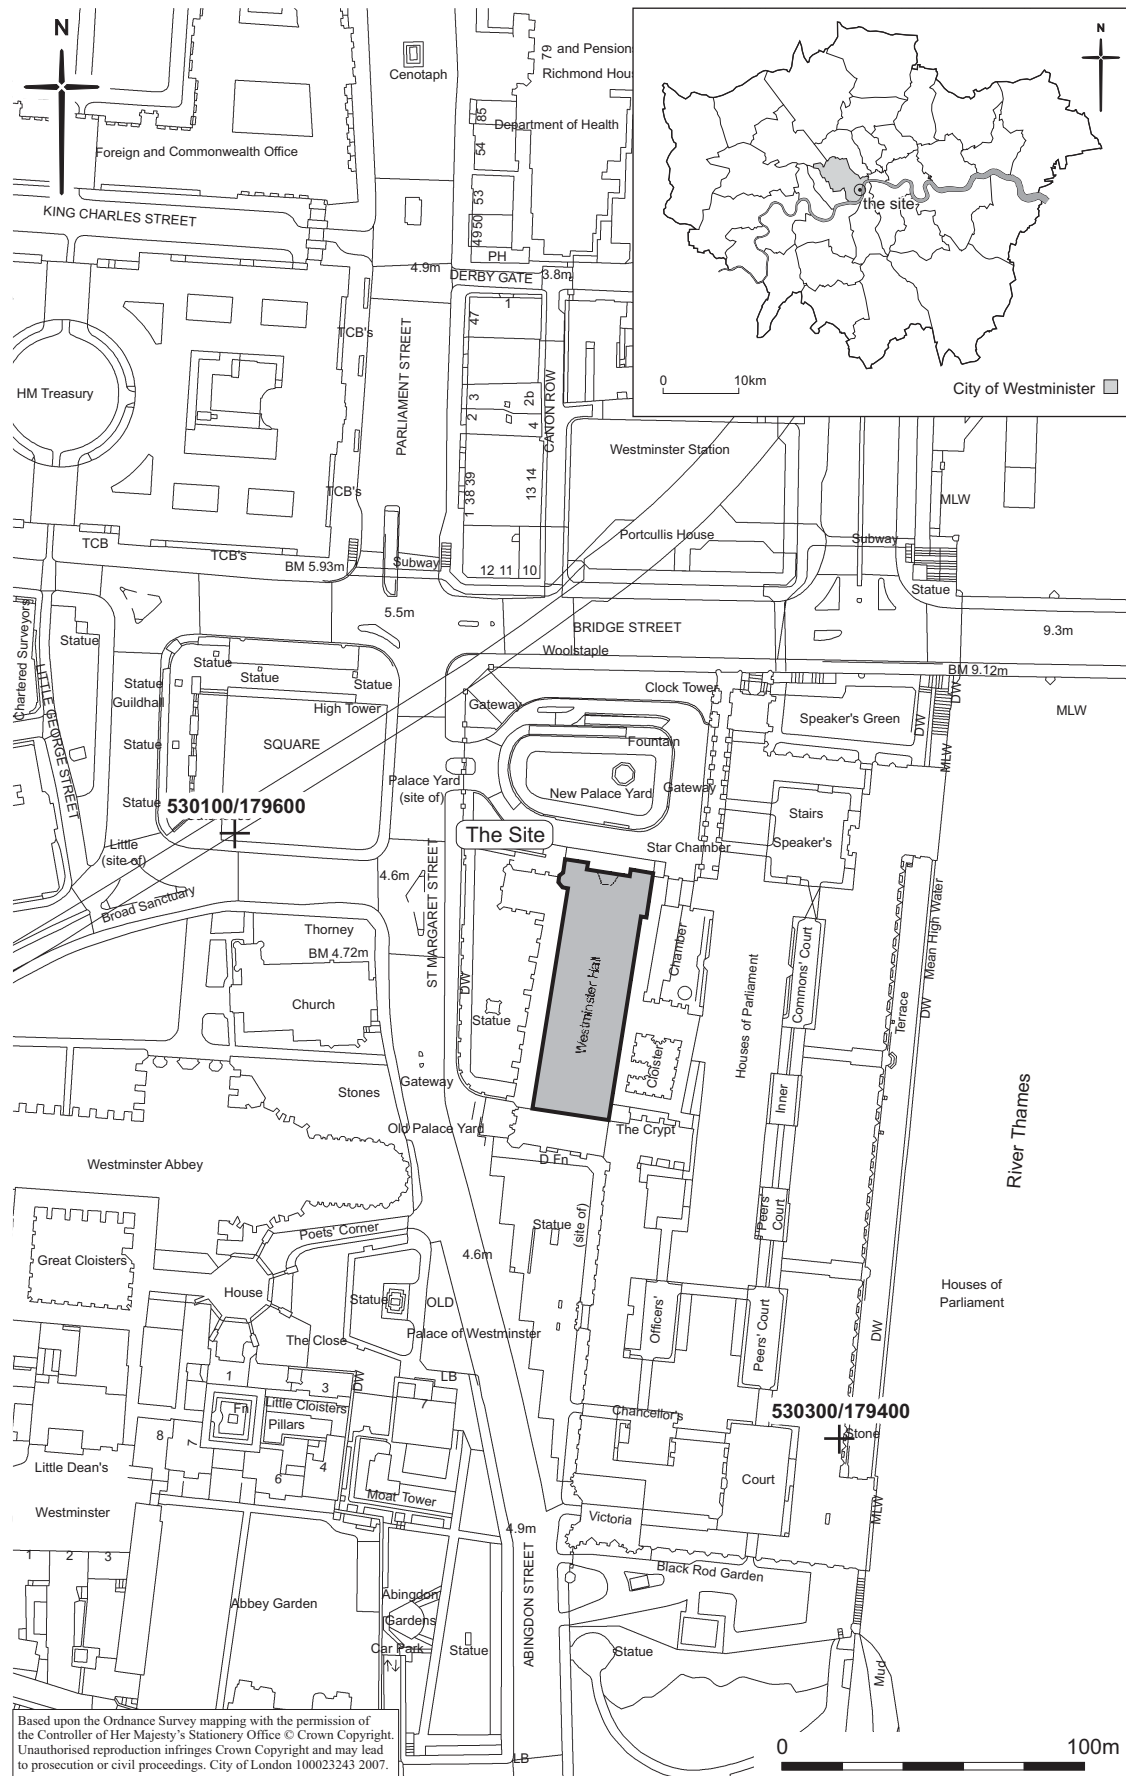 N
Cenotaph
79
and Pension
Richmond Hou
85
Department of Health
54
Foreign and Commonwealth Office
53
KING CHARLES STREET
49 50
PH
4.9m
DERBY GATE
3.8m
1
47
TCB's
PARLIAMENT STREET
HM Treasury
3
2b
2
4
CANON ROW
Westminster Station
TCB's
1 38 39
13 14
MLW
TCB
TCB's
BM 5.93m
Subway
Portcullis House
Subway
12 11
10
Statue
5.5m
BRIDGE STREET
9.3m
Chartered Surveyors
Statue
Woolstaple
BM 9.12m
LITTLE GEORGE STREET
Statue
Statue
Statue
Statue
Guildhall
High Tower
Gateway
Clock Tower
Speaker's Green
DW
DW
MLW
Statue
SQUARE
Fountain
MLW
Palace Yard
(site of)
New Palace Yard
Gateway
Statue
530100/179600
Stairs
The Site
Little
(site of)
Star Chamber
Speaker's
4.6m
ST MARGARET STREET
Broad Sanctuary
Thorney
BM 4.72m
Chamber
Commons' Court
Mean High Water
DW
Westminster Hall
Houses of Parliament
Terrace
DW
Church
Statue
Cloister
Stones
Gateway
Inner
River Thames
Old Palace Yard
The Crypt
Westminster Abbey
D Fn
Peers'
Court
Poets' Corner
Statue
(site of)
4.6m
Great Cloisters
House
Statue
OLD
Officers'
Peers' Court
Houses of
Parliament
The Close
Palace of Westminster
DW
1
3
DW
LB
Little Cloisters
Fn
Pillars
7
Chancellor's
530300/179400
8
7
Stone
Little Dean's
6
4
Court
Moat Tower
Westminster
4.9m
Victoria
MLW
1
2
3
ABINGDON STREET
Black Rod Garden
Abbey Garden
Abingdon
Gardens
Car Park
Statue
Statue
Mud
LB
Based upon the Ordnance Survey mapping with the permission of
the Controller of Her Majesty's Stationery Office © Crown Copyright.
Unauthorised reproduction infringes Crown Copyright and may lead
to prosecution or civil proceedings. City of London 100023243 2007.
0
100m
N
the site
0
10km
City of Westminister